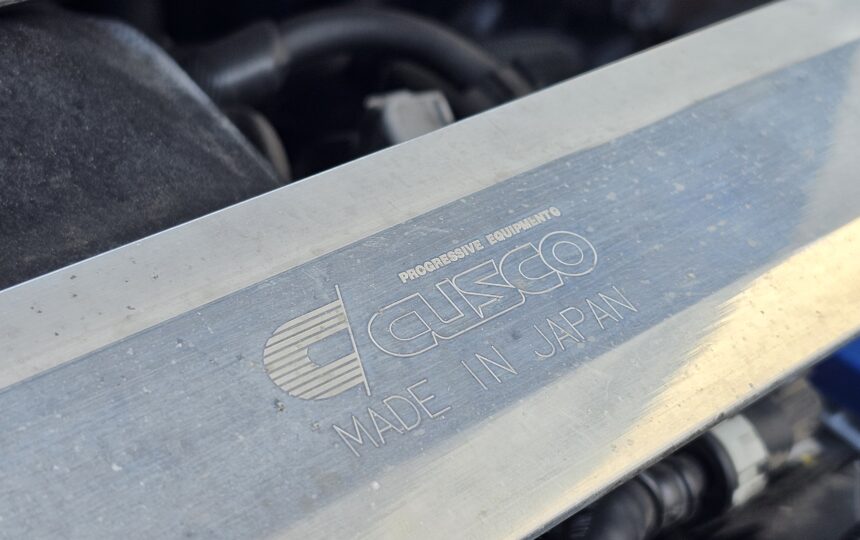 PROGRESSIVE EQUIPMENTO
CUSCO
MADE IN JAPAN